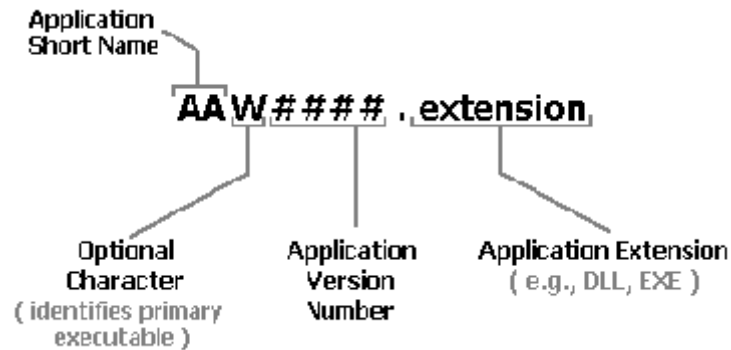 Application
Short Name
AAW####.extension
Optional
Character
( identifies primary
executable )
Application
Version
Number
Application Extension
( e.g., DLL, EXE )